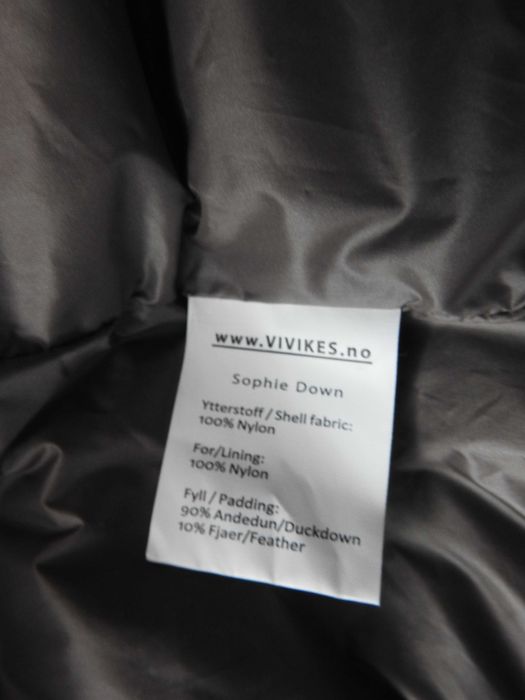 www.VIVIKES.no
Sophie Down
Ytterstoff / Shell fabric:
100% Nylon
For/Lining:
100% Nylon
Fyll / Padding:
90% Andedun/Duckdown
10% Fjaer/Feather